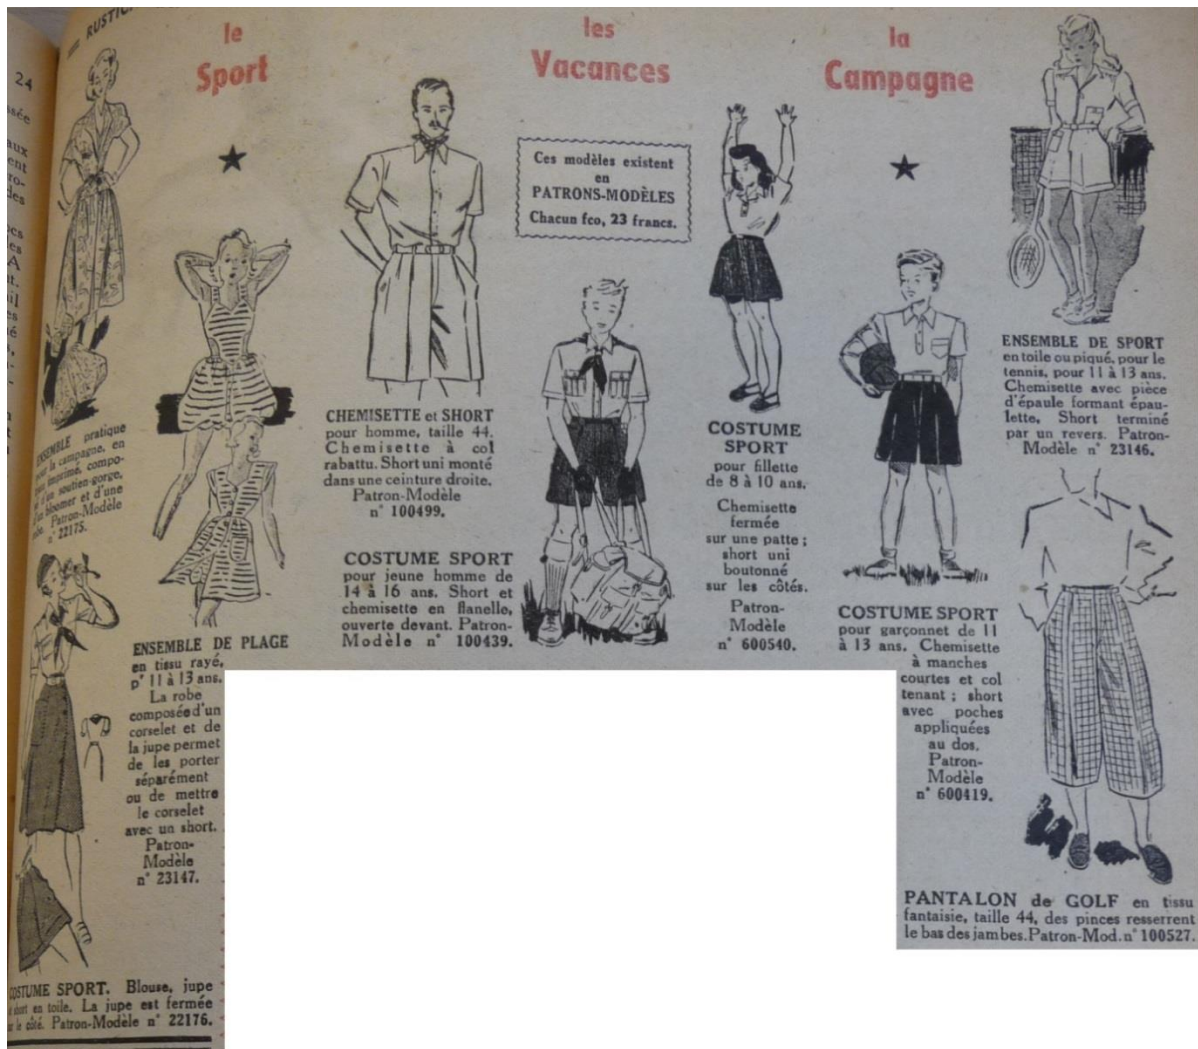 24
le
Sport
les
Vacances
la
Campagne
Ces modèles existent
en
PATRONS-MODÈLES
Chacun fco, 23 francs.
ENSEMBLE pratique
la campagne, en
imprimé, compo-
d'un soutien-gorge,
bloomer et d'une
Patron-Modèle
n° 22175.
CHEMISETTE et SHORT
pour homme, taille 44.
Chemisette à col
rabattu. Short uni monté
dans une ceinture droite.
Patron-Modèle
n° 100499.
COSTUME SPORT
pour jeune homme de
14 à 16 ans. Short et
chemisette en flanelle,
ouverte devant. Patron-
Modèle n° 100439.
COSTUME
SPORT
pour fillette
de 8 à 10 ans.
Chemisette
fermée
sur une patte ;
short uni
boutonné
sur les côtés.
Patron-
Modèle
n° 600540.
ENSEMBLE DE SPORT
en toile ou piqué, pour le
tennis, pour 11 à 13 ans.
Chemisette avec pièce
d'épaule formant épau-
lette, Short terminé
par un revers. Patron-
Modèle n° 23146.
COSTUME SPORT
pour garçonnet de 11
à 13 ans. Chemisette
à manches
courtes et col
tenant ; short
avec poches
appliquées
au dos.
Patron-
Modèle
n° 600419.
ENSEMBLE DE PLAGE
en tissu rayé,
p' 11 à 13 ans.
La robe
composée d'un
corselet et de
la jupe permet
de les porter
séparément
ou de mettre
le corselet
avec un short.
Patron-
Modèle
n° 23147.
PANTALON de GOLF en tissu
fantaisie, taille 44, des pinces resserrent
le bas des jambes. Patron-Mod. n° 100527.
COSTUME SPORT. Blouse, jupe
short en toile. La jupe est fermée
le côté. Patron-Modèle n° 22176.